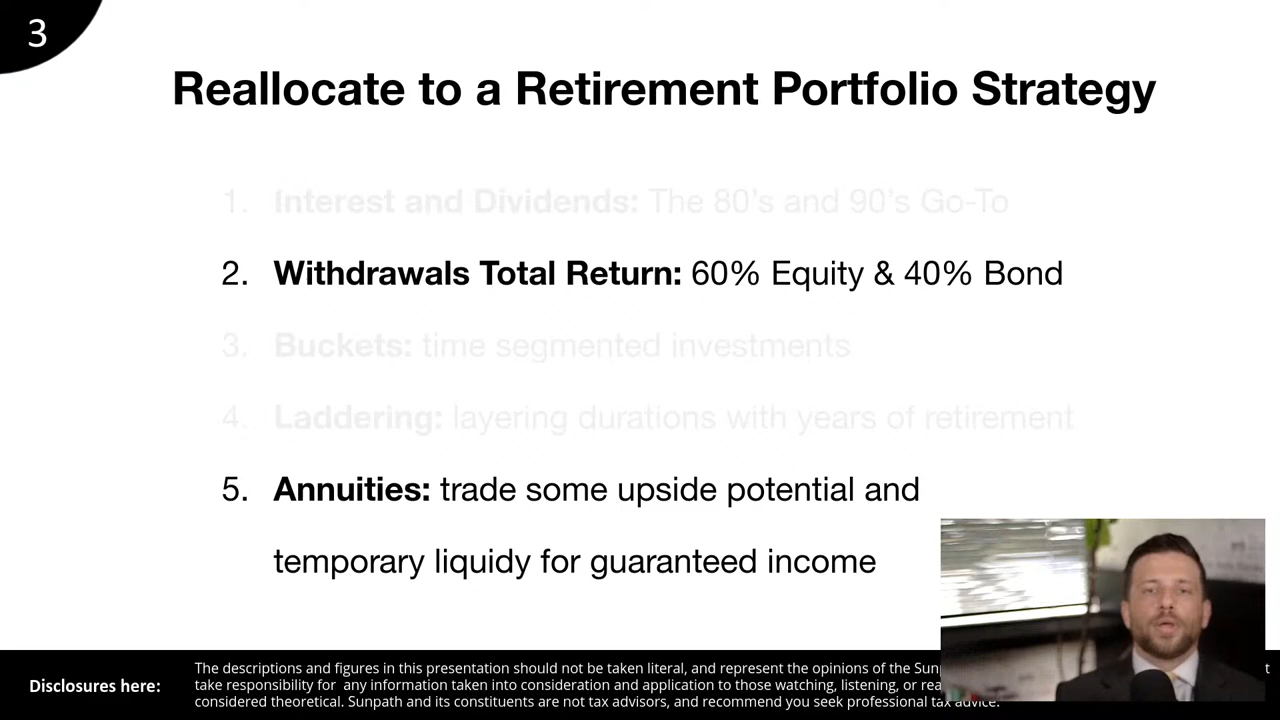 3
Reallocate to a Retirement Portfolio Strategy
1. Interest and Dividends: The 80's and 90's Go-To
2. Withdrawals Total Return: 60% Equity & 40% Bond
3. Buckets: time segmented investments
4. Laddering: layering durations with years of retirement
5. Annuities: trade some upside potential and
temporary liquidy for guaranteed income
Disclosures here:
The descriptions and figures in this presentation should not be taken literal, and represent the opinions of the
take responsibility for any information taken into consideration and application to those watching, listening, or
considered theoretical. Sunpath and its constituents are not tax advisors, and recommend you seek professional tax advice.